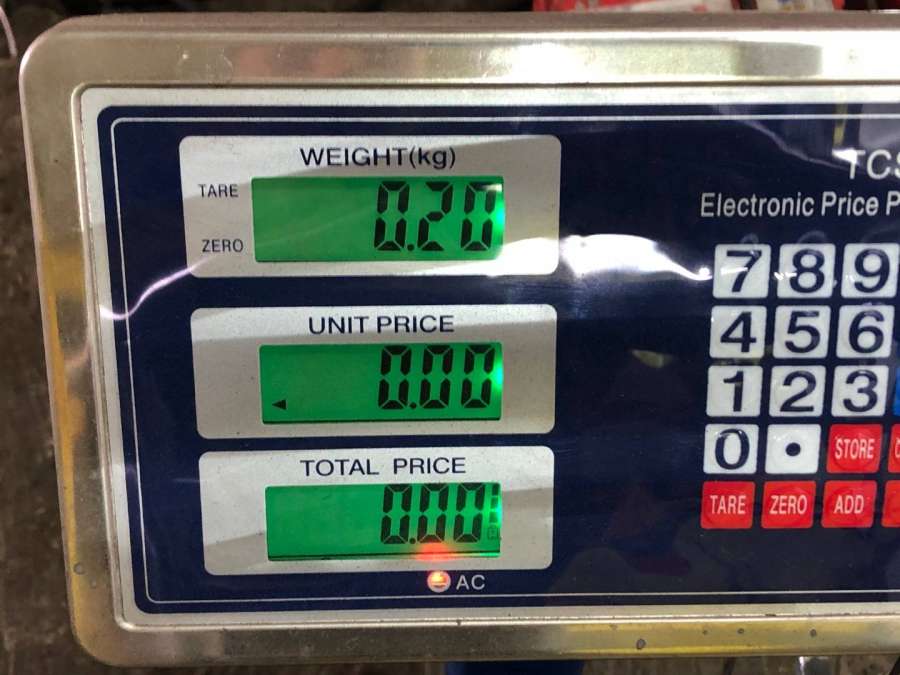 WEIGHT(kg)
TARE
0.20
ZERO
UNIT PRICE
0.00
TOTAL PRICE
0.00
AC
TCS
Electronic Price P
7 8 9
4 5 6
1 2 3
0 . STORE
TARE ZERO ADD